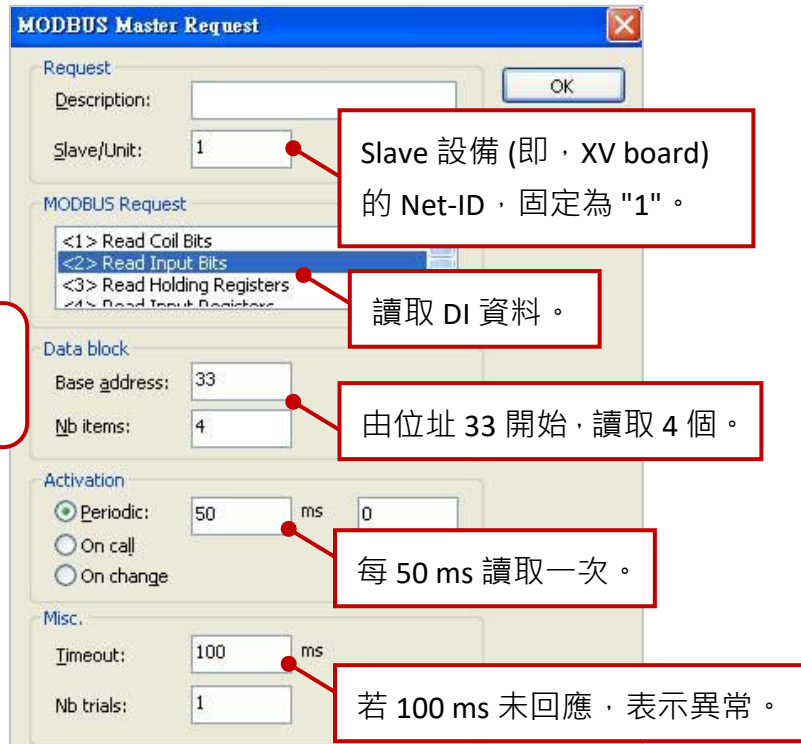 MODBUS Master Request
Request
OK
Description:
Slave/Unit:
1
Slave 設備 (即，XV board)
的 Net-ID，固定為 "1"。
MODBUS Request
<1> Read Coil Bits
<2> Read Input Bits
<3> Read Holding Registers
<4> Read Input Registers
讀取 DI 資料。
Data block
Base address:
33
Nb items:
4
由位址 33 開始，讀取 4 個。
Activation
Periodic:
50
ms
0
On call
On change
每 50 ms 讀取一次。
Misc.
Timeout:
100
ms
Nb trials:
1
若 100 ms 未回應，表示異常。